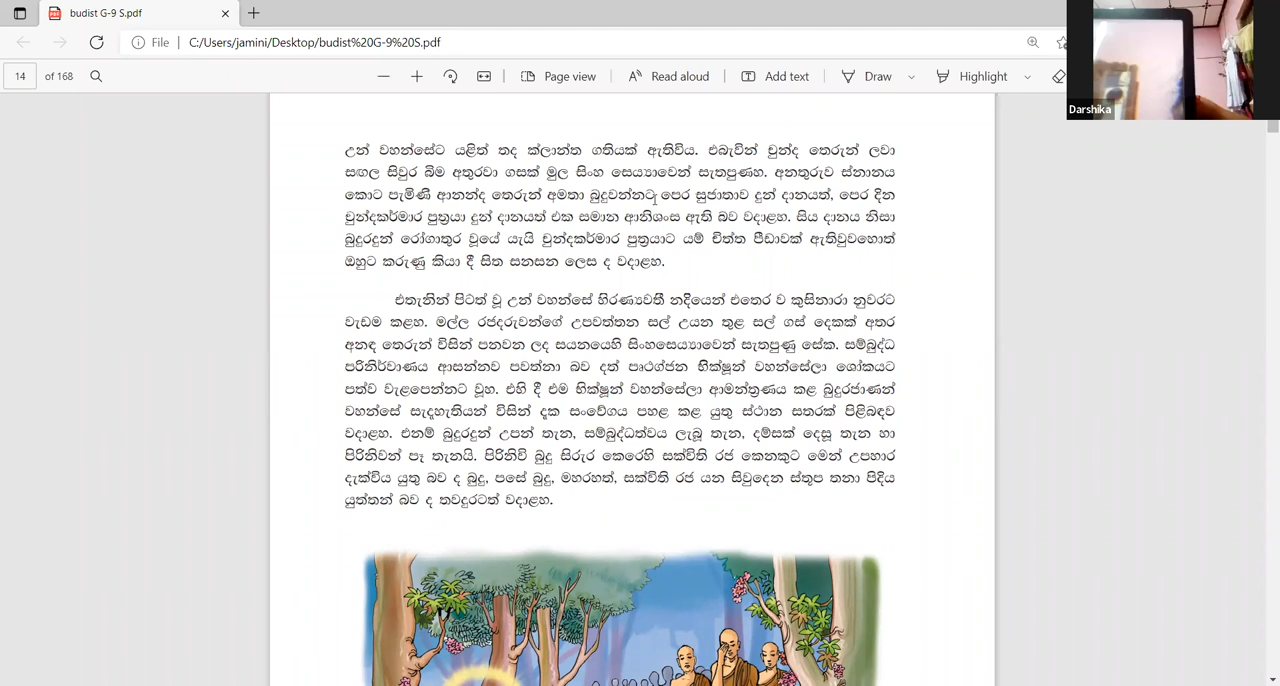 budist G-9 S.pdf
File | C:/Users/jamini/Desktop/budist%20G-9%20S.pdf
14 of 168 Page view Read aloud Add text Draw Highlight
Darshika
උන් වහන්සේට යළිත් තද ක්ලාන්ත ගතියක් ඇතිවිය. එබැවින් චුන්ද තෙරුන් ලවා
සඟල සිවුර බිම අතුරවා ගසක් මුල සිංහ සෙය්‍යාවෙන් සැතපුණහ. අනතුරුව ස්නානය
කොට පැමිණි ආනන්ද තෙරුන් අමතා බුදුවන්නට පෙර සුජාතාව දුන් දානයත්, පෙර දින
චුන්දකර්මාර පුත්‍රයා දුන් දානයත් එක සමාන ආනිශංස ඇති බව වදාළහ. සිය දානය නිසා
බුදුරදුන් රෝගාතුර වූයේ යැයි චුන්දකර්මාර පුත්‍රයාට යම් චිත්ත පීඩාවක් ඇතිවුවහොත්
ඔහුට කරුණු කියා දී සිත සනසන ලෙස ද වදාළහ.
එතැනින් පිටත් වූ උන් වහන්සේ හිරණ්‍යවතී නදියෙන් එතෙර ව කුසිනාරා නුවරට
වැඩම කළහ. මල්ල රජදරුවන්ගේ උපවත්තන සල් උයන තුළ සල් ගස් දෙකක් අතර
අනඳ තෙරුන් විසින් පනවන ලද සයනයෙහි සිංහසෙය්‍යාවෙන් සැතපුණු සේක. සම්බුද්ධ
පරිනිර්වාණය ආසන්නව පවත්නා බව දත් පෘථග්ජන භික්ෂූන් වහන්සේලා ශෝකයට
පත්ව වැළපෙන්නට වූහ. එහි දී එම භික්ෂූන් වහන්සේලා ආමන්ත්‍රණය කළ බුදුරජාණන්
වහන්සේ සැදැහැතියන් විසින් දැක සංවේගය පහළ කළ යුතු ස්ථාන සතරක් පිළිබඳව
වදාළහ. එනම් බුදුරදුන් උපන් තැන, සම්බුද්ධත්වය ලැබූ තැන, දම්සක් දෙසූ තැන හා
පිරිනිවන් පෑ තැනයි. පිරිනිවි බුදු සිරුර කෙරෙහි සක්විති රජ කෙනකුට මෙන් උපහාර
දැක්විය යුතු බව ද බුදු, පසේ බුදු, මහරහත්, සක්විති රජ යන සිවුදෙන ස්තූප තනා පිදිය
යුත්තන් බව ද තවදුරටත් වදාළහ.